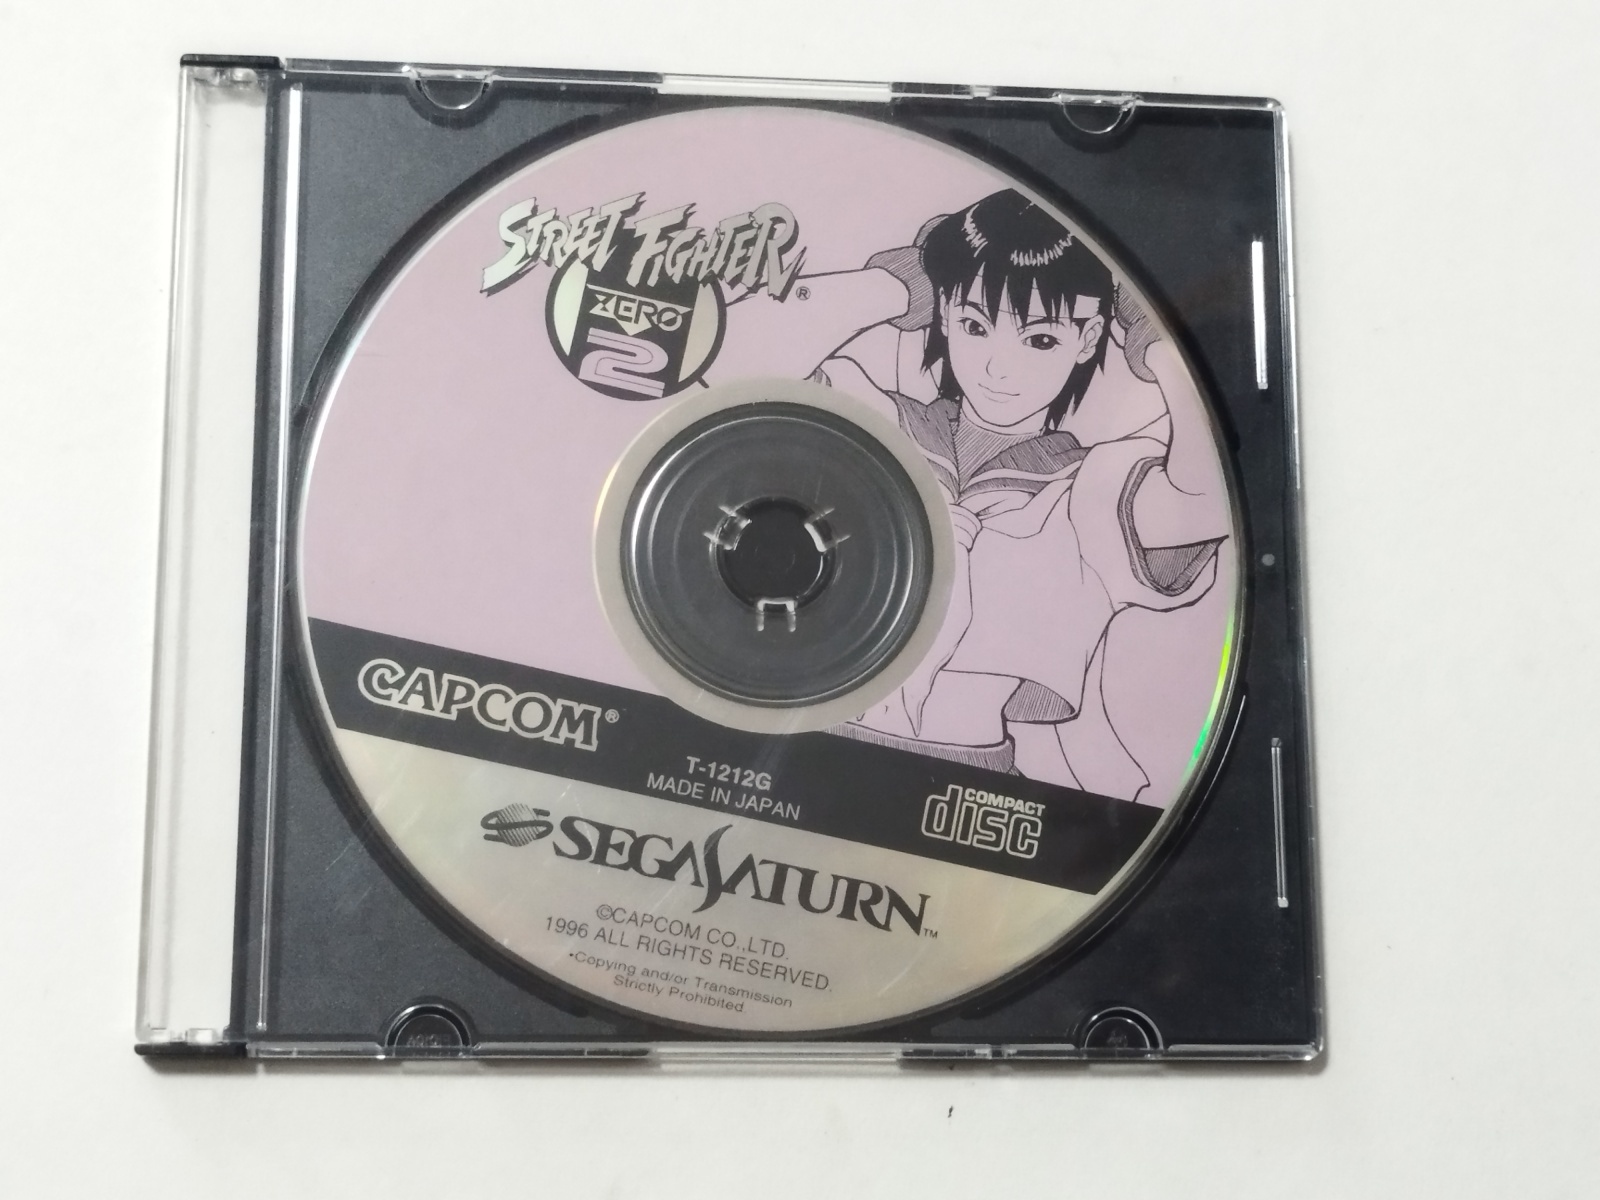 STREET FIGHTER®
ZERO
2
CAPCOM®
T-1212G
MADE IN JAPAN
COMPACT
disc
SEGA SATURN™
©CAPCOM CO.,LTD.
1996 ALL RIGHTS RESERVED.
•Copying and/or Transmission
Strictly Prohibited